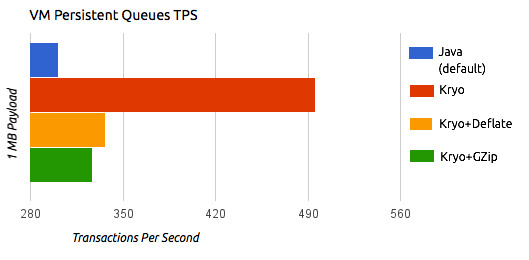 VM Persistent Queues TPS
1 MB Payload
Java
(default)
Kryo
Kryo+Deflate
Kryo+GZip
280 350 420 490 560
Transactions Per Second